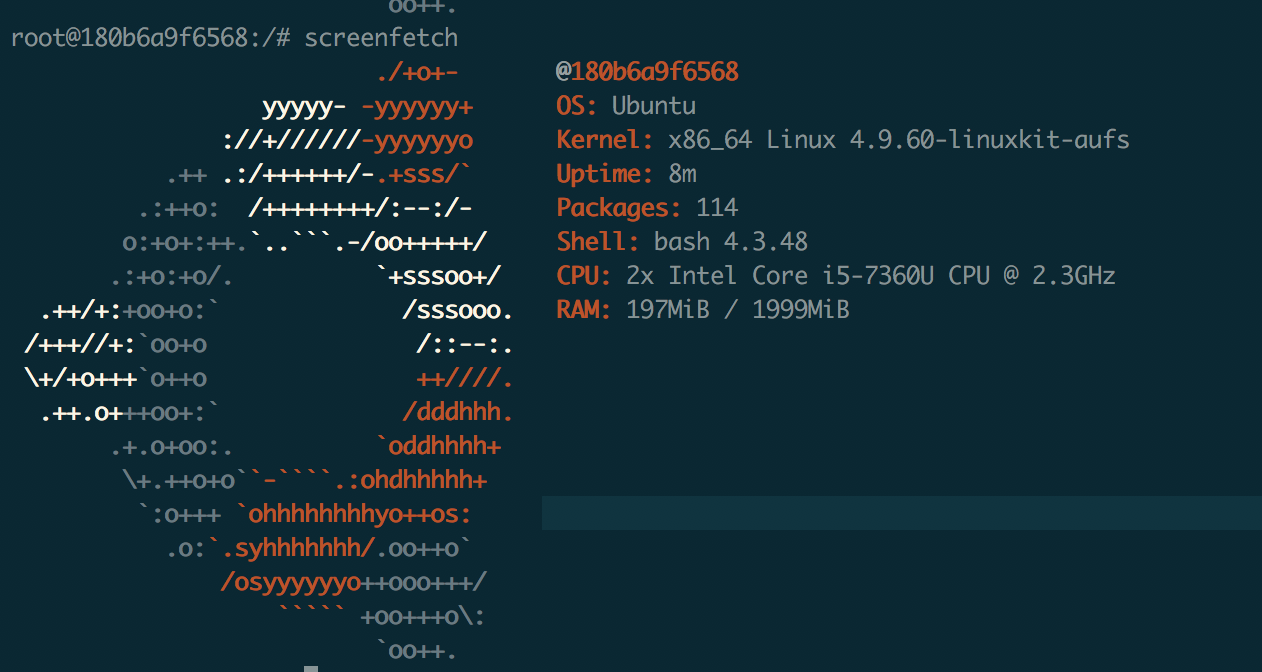 oo++.
root@180b6a9f6568:/# screenfetch
./+o+-                 @180b6a9f6568
yyyyy- -yyyyyy+        OS: Ubuntu
://+//////-yyyyyyo     Kernel: x86_64 Linux 4.9.60-linuxkit-aufs
.++ .:/++++++/-.+sss/`     Uptime: 8m
.:++o:  /++++++++/:--:/-     Packages: 114
o:+o+:++.`..```.-/oo+++++/     Shell: bash 4.3.48
.:+o:+o/.          `+sssoo+/     CPU: 2x Intel Core i5-7360U CPU @ 2.3GHz
.++/+:+oo+o:`             /sssooo.     RAM: 197MiB / 1999MiB
/+++//+:`oo+o               /::--:.
\+/+o+++`o++o               ++////.
.++.o+++oo+:`             /dddhhh.
.+.o+oo:.          `oddhhhh+
\+.++o+o``-````.:ohdhhhhh+
`:o+++ `ohhhhhhhhyo++os:
.o:`.syhhhhhhh/.oo++o`
/osyyyyyyo++ooo+++/
````` +oo+++o\:
`oo++.